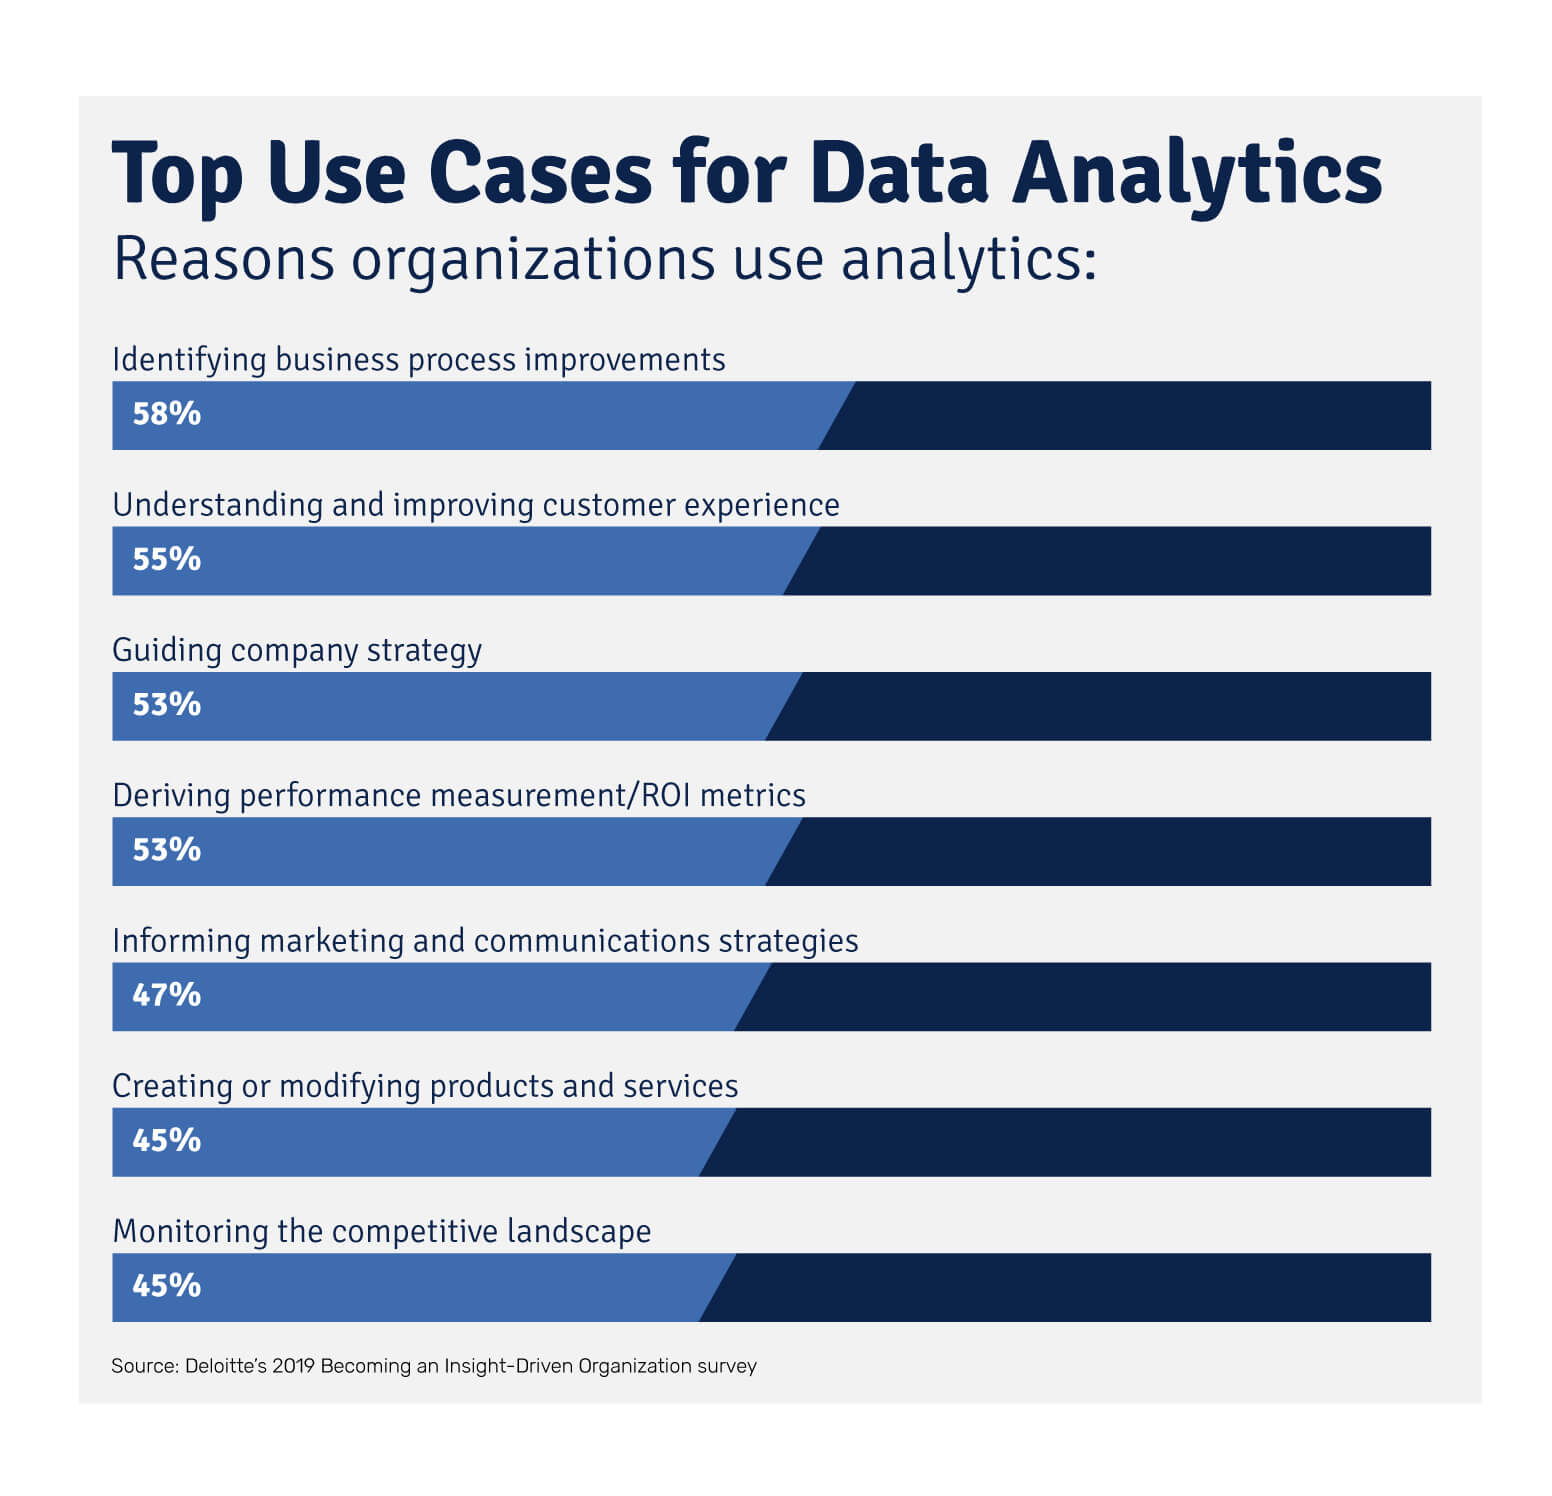 Top Use Cases for Data Analytics
Reasons organizations use analytics:
Identifying business process improvements
58%
Understanding and improving customer experience
55%
Guiding company strategy
53%
Deriving performance measurement/ROI metrics
53%
Informing marketing and communications strategies
47%
Creating or modifying products and services
45%
Monitoring the competitive landscape
45%
Source: Deloitte’s 2019 Becoming an Insight-Driven Organization survey